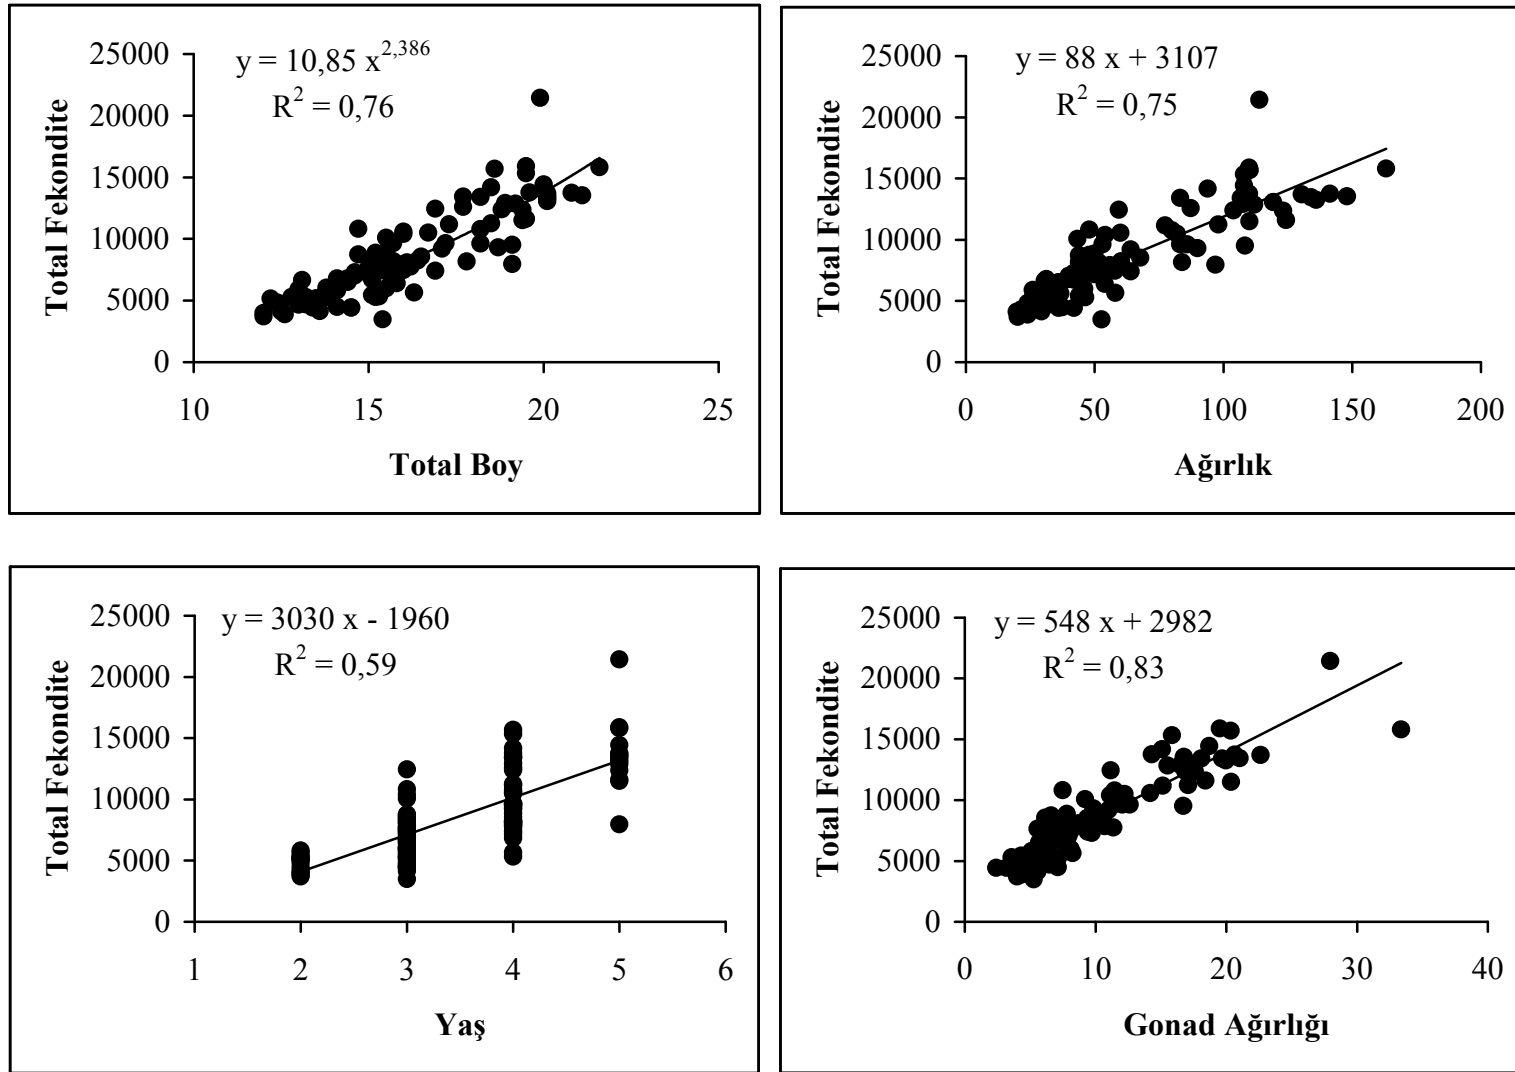 y = 10,85 x^2,386
R^2 = 0,76
Total Fekondite
25000
20000
15000
10000
5000
0
10 15 20 25
Total Boy
y = 88 x + 3107
R^2 = 0,75
Total Fekondite
25000
20000
15000
10000
5000
0
0 50 100 150 200
Ağırlık
y = 3030 x - 1960
R^2 = 0,59
Total Fekondite
25000
20000
15000
10000
5000
0
1 2 3 4 5 6
Yaş
y = 548 x + 2982
R^2 = 0,83
Total Fekondite
25000
20000
15000
10000
5000
0
0 10 20 30 40
Gonad Ağırlığı